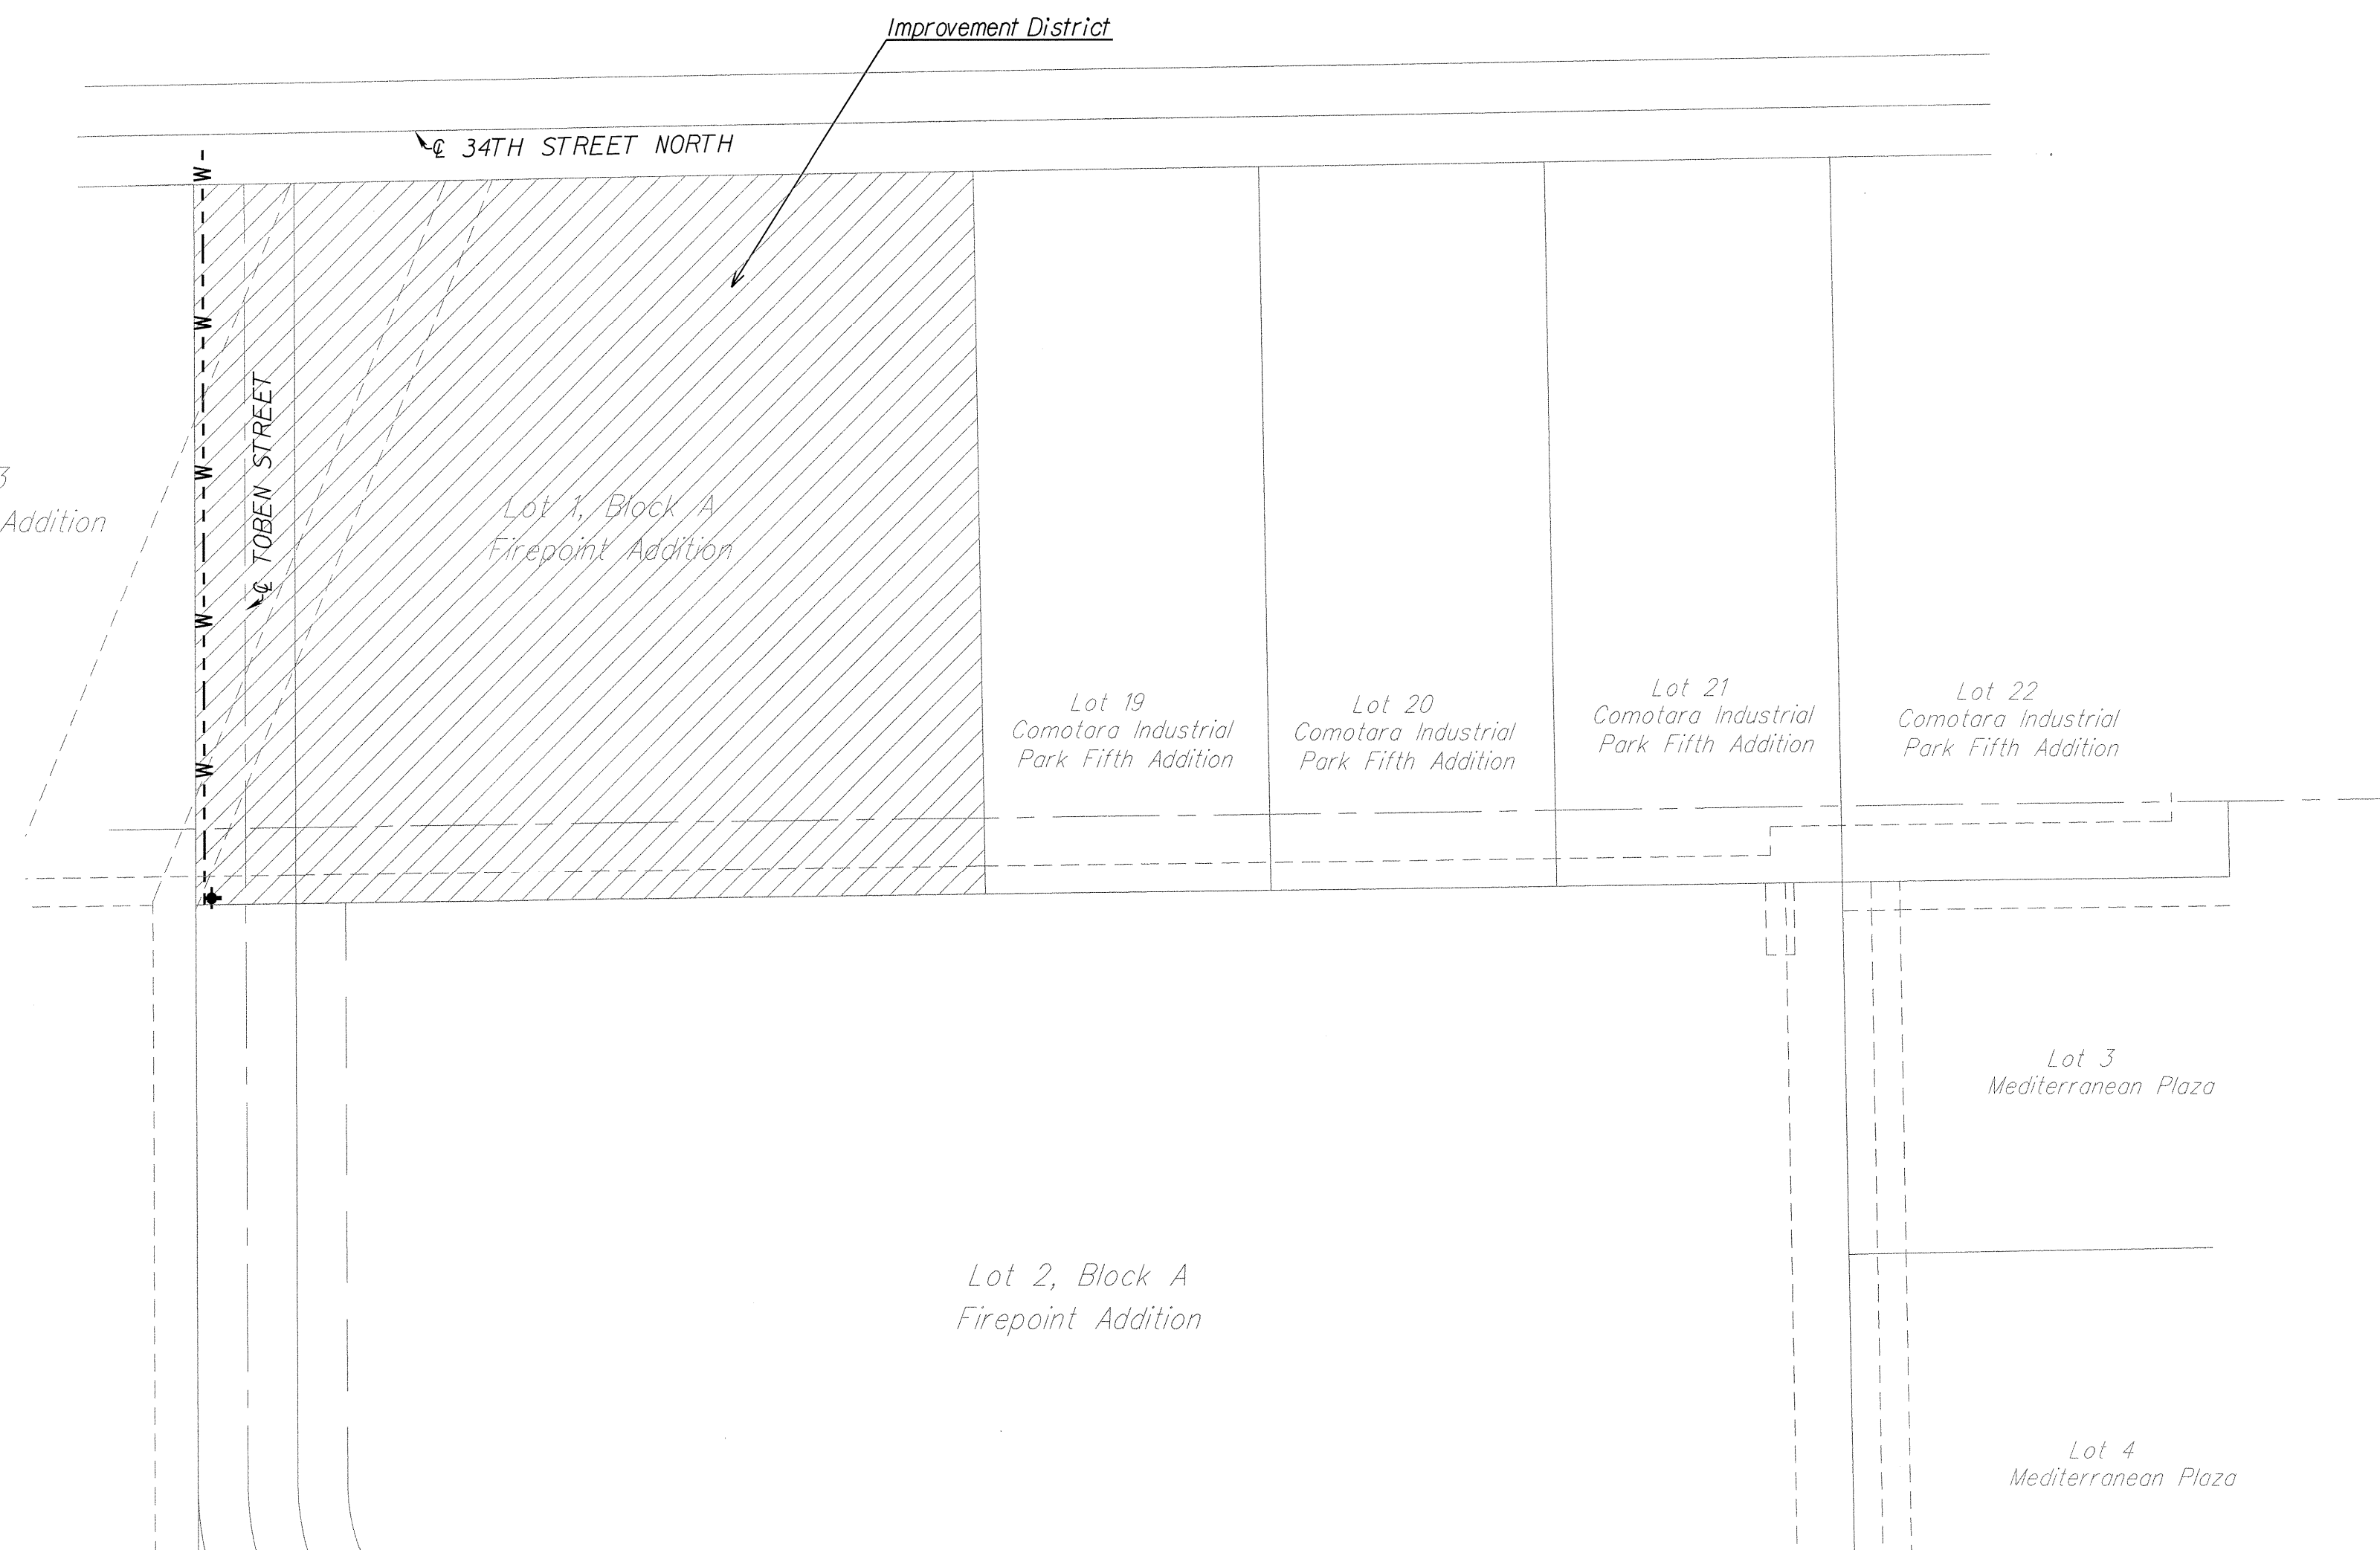 Improvement District
℄ 34TH STREET NORTH
W
W
W
W
W
℄ TOBEN STREET
3
Addition
Lot 1, Block A
Firepoint Addition
Lot 19
Comotara Industrial
Park Fifth Addition
Lot 20
Comotara Industrial
Park Fifth Addition
Lot 21
Comotara Industrial
Park Fifth Addition
Lot 22
Comotara Industrial
Park Fifth Addition
Lot 3
Mediterranean Plaza
Lot 2, Block A
Firepoint Addition
Lot 4
Mediterranean Plaza